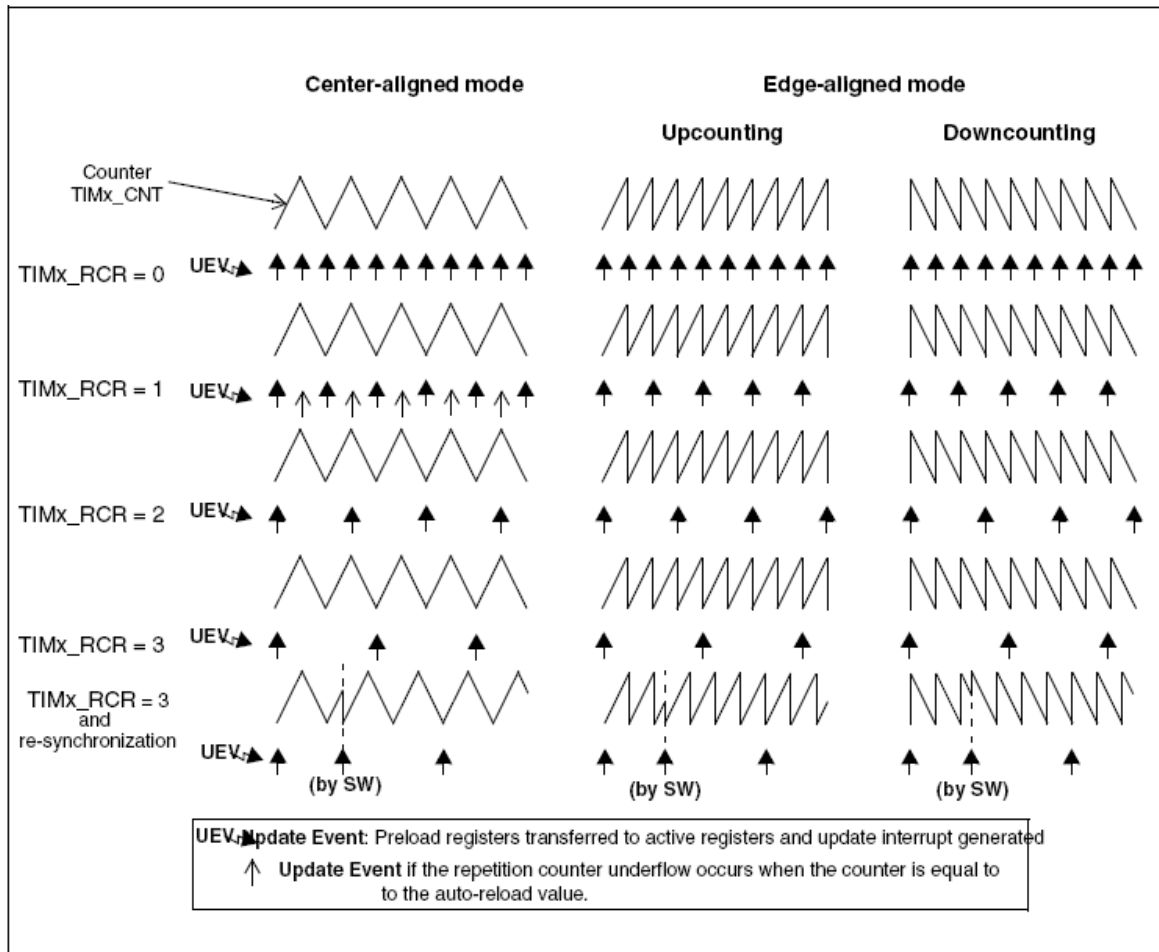 Center-aligned mode
Edge-aligned mode
Upcounting
Downcounting
Counter
TIMx_CNT
TIMx_RCR = 0
UEV
TIMx_RCR = 1
UEV
TIMx_RCR = 2
UEV
TIMx_RCR = 3
UEV
TIMx_RCR = 3
and
re-synchronization
UEV
(by SW)
(by SW)
(by SW)
UEV Update Event: Preload registers transferred to active registers and update interrupt generated
Update Event if the repetition counter underflow occurs when the counter is equal to
to the auto-reload value.